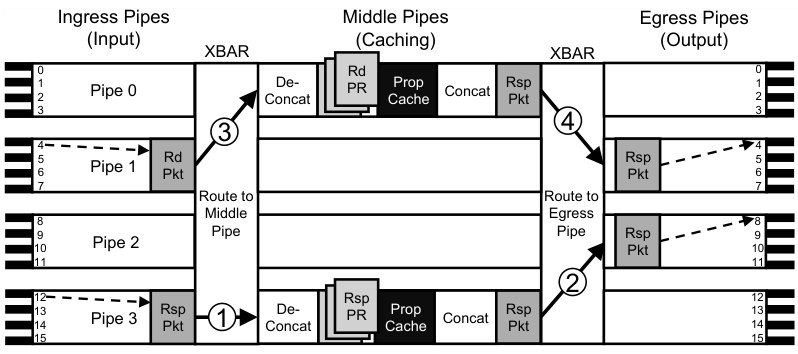 Ingress Pipes
(Input)
Middle Pipes
(Caching)
Egress Pipes
(Output)
XBAR
XBAR
0
1
2
3
Pipe 0
De-
Concat
Rd
PR
Prop
Cache
Concat
Rsp
Pkt
0
1
2
3
3
4
4
5
6
7
Pipe 1
Rd
Pkt
Route to
Middle
Pipe
Route to
Egress
Pipe
Rsp
Pkt
4
5
6
7
8
9
10
11
Pipe 2
Rsp
Pkt
8
9
10
11
12
13
14
15
Pipe 3
Rsp
Pkt
1
De-
Concat
Rsp
PR
Prop
Cache
Concat
Rsp
Pkt
2
12
13
14
15